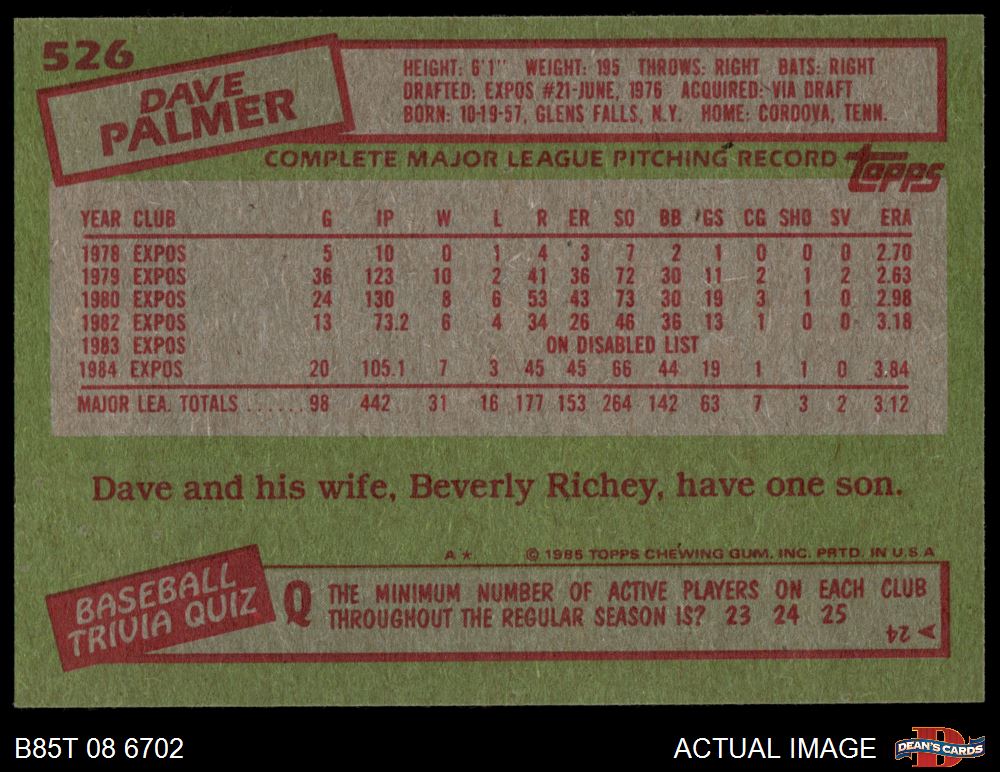 526
DAVE
PALMER
HEIGHT: 6'1" WEIGHT: 195 THROWS: RIGHT BATS: RIGHT
DRAFTED: EXPOS #21-JUNE, 1976 ACQUIRED: VIA DRAFT
BORN: 10-19-57, GLENS FALLS, N.Y. HOME: CORDOVA, TENN.
COMPLETE MAJOR LEAGUE PITCHING RECORD topps
YEAR CLUB G IP W L R ER SO BB GS CG SHO SV ERA
1978 EXPOS 5 10 0 1 4 3 7 2 1 0 0 0 2.70
1979 EXPOS 36 123 10 2 41 36 72 30 11 2 1 2 2.63
1980 EXPOS 24 130 8 6 53 43 73 30 19 3 1 0 2.98
1982 EXPOS 13 73.2 6 4 34 26 46 36 13 1 0 0 3.18
1983 EXPOS ON DISABLED LIST
1984 EXPOS 20 105.1 7 3 45 45 66 44 19 1 1 0 3.84
MAJOR LEA. TOTALS ...... 98 442 31 16 177 153 264 142 63 7 3 2 3.12
Dave and his wife, Beverly Richey, have one son.
A* © 1985 TOPPS CHEWING GUM, INC. PRTD. IN U.S.A
BASEBALL
TRIVIA QUIZ
Q THE MINIMUM NUMBER OF ACTIVE PLAYERS ON EACH CLUB
THROUGHOUT THE REGULAR SEASON IS? 23 24 25
A 24
B85T 08 6702
ACTUAL IMAGE
D
DEAN'S CARDS